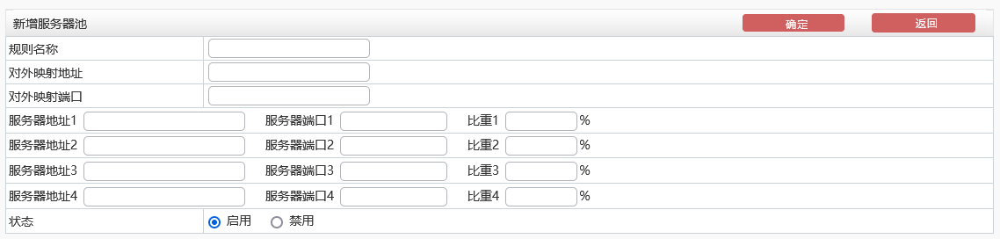 新增服务器池 确定 返回
规则名称
对外映射地址
对外映射端口
服务器地址1 服务器端口1 比重1 %
服务器地址2 服务器端口2 比重2 %
服务器地址3 服务器端口3 比重3 %
服务器地址4 服务器端口4 比重4 %
状态 启用 禁用